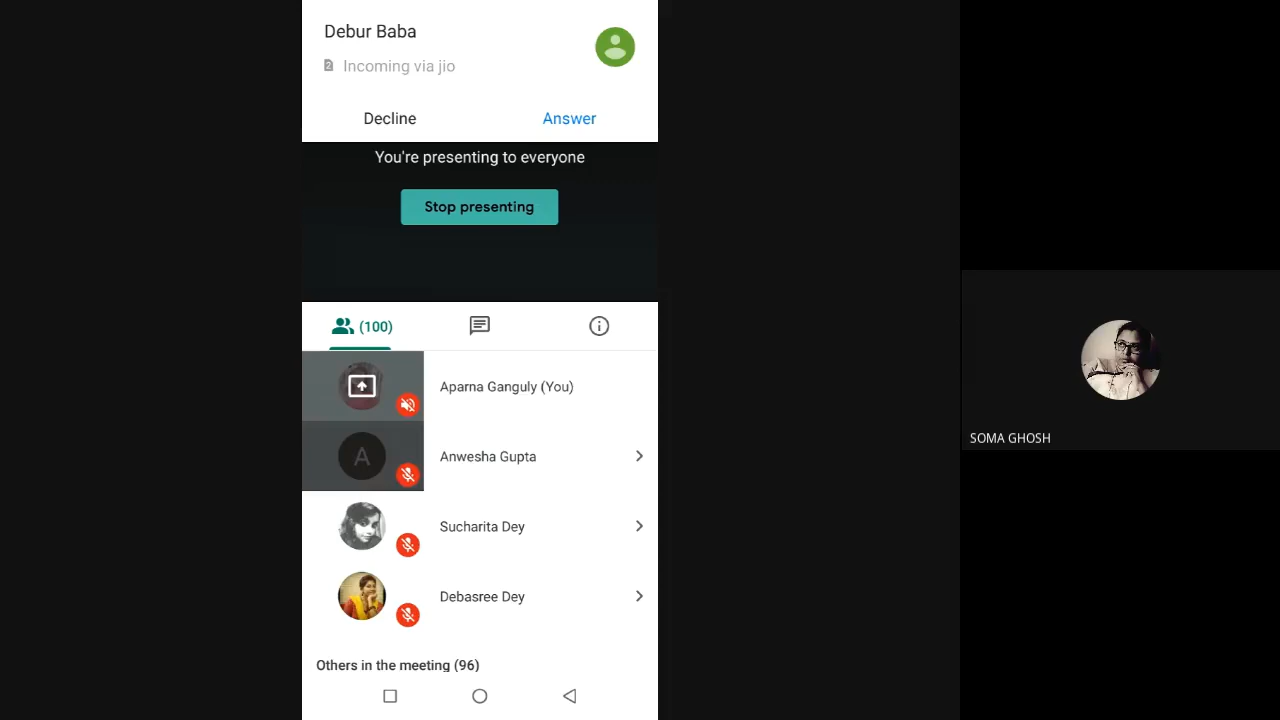 Debur Baba
2 Incoming via jio
Decline
Answer
You're presenting to everyone
Stop presenting
(100)
Aparna Ganguly (You)
A
Anwesha Gupta
Sucharita Dey
Debasree Dey
Others in the meeting (96)
SOMA GHOSH